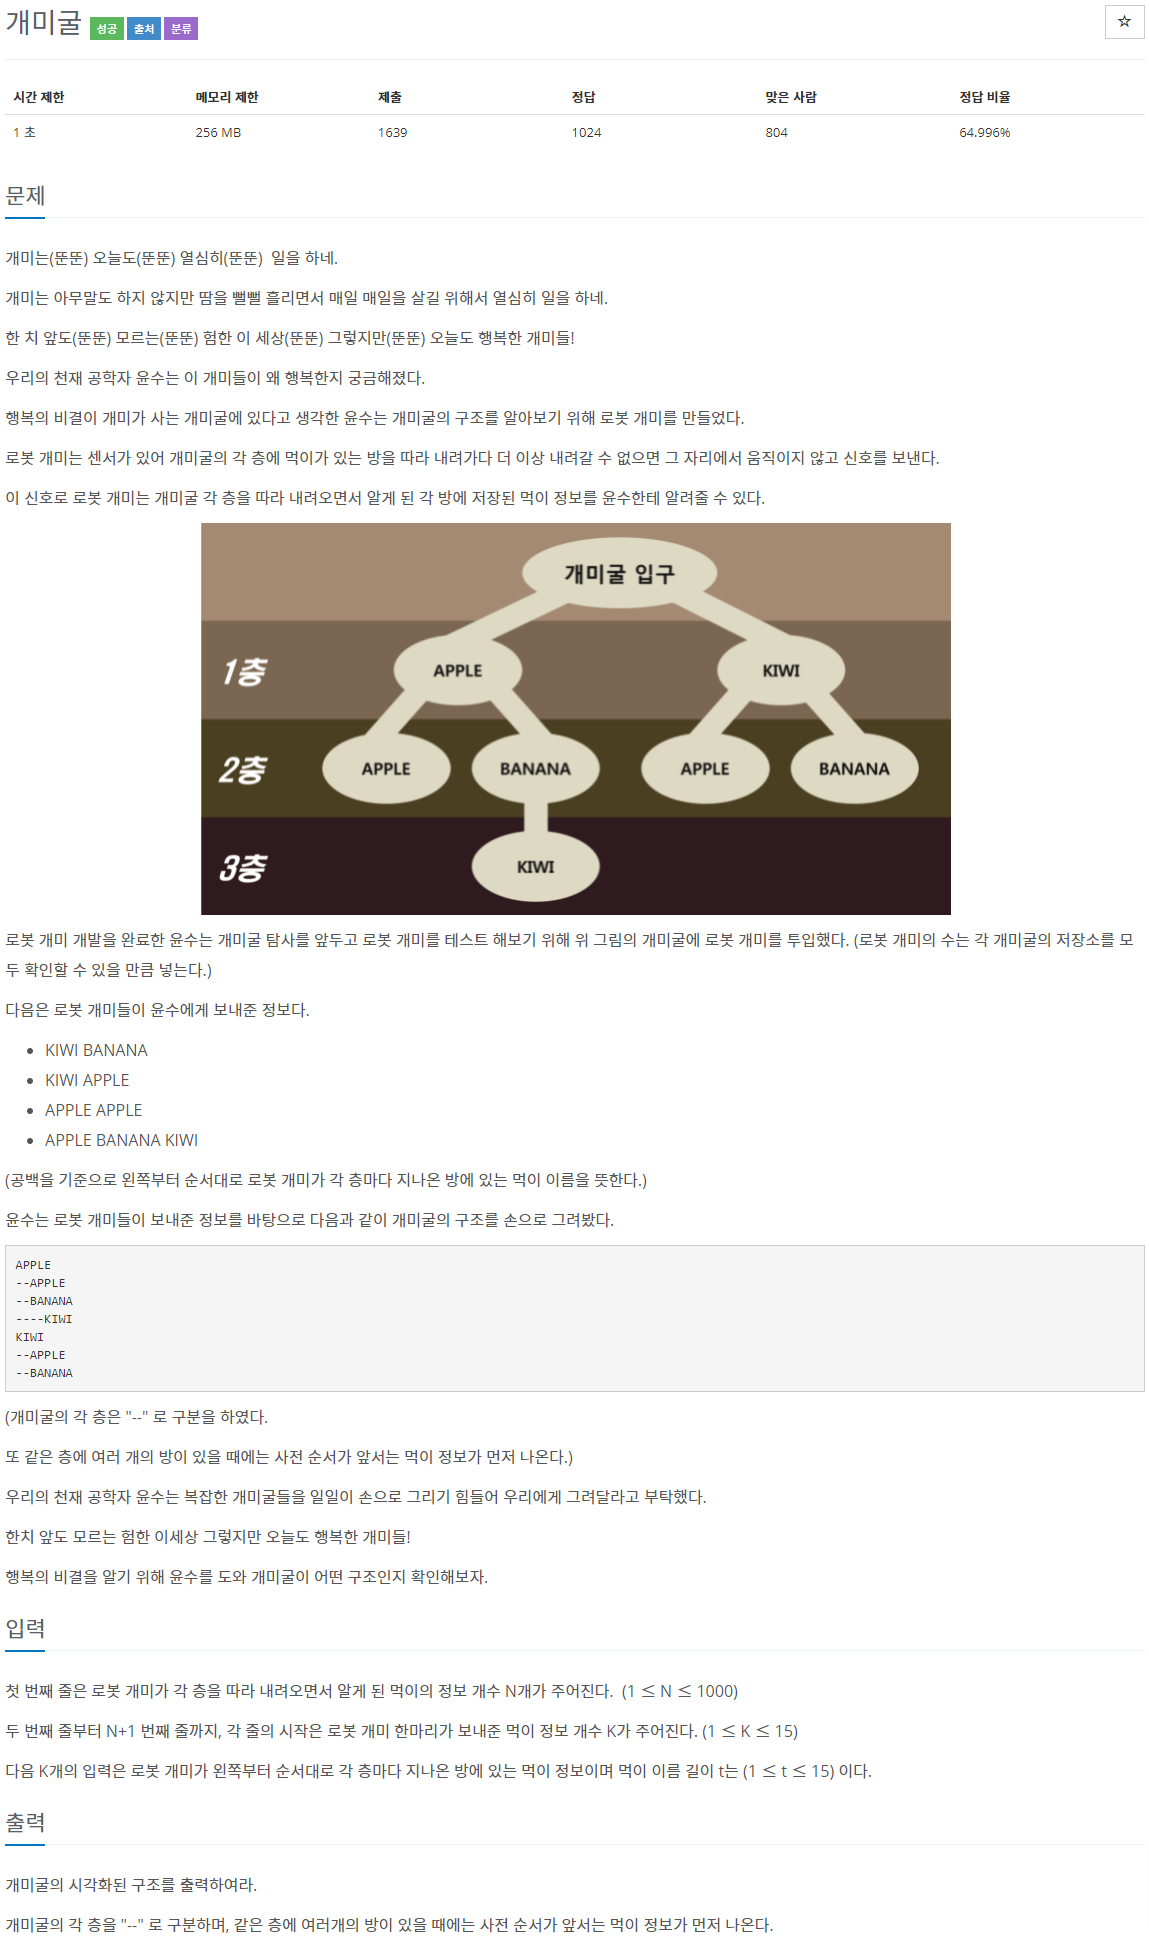 개미굴 성공 출처 분류
☆
시간 제한 메모리 제한 제출 정답 맞은 사람 정답 비율
1 초 256 MB 1639 1024 804 64.996%
문제
개미는(뚠뚠) 오늘도(뚠뚠) 열심히(뚠뚠)  일을 하네.
개미는 아무말도 하지 않지만 땀을 뻘뻘 흘리면서 매일 매일을 살길 위해서 열심히 일을 하네.
한 치 앞도(뚠뚠) 모르는(뚠뚠) 험한 이 세상(뚠뚠) 그렇지만(뚠뚠) 오늘도 행복한 개미들!
우리의 천재 공학자 윤수는 이 개미들이 왜 행복한지 궁금해졌다.
행복의 비결이 개미가 사는 개미굴에 있다고 생각한 윤수는 개미굴의 구조를 알아보기 위해 로봇 개미를 만들었다.
로봇 개미는 센서가 있어 개미굴의 각 층에 먹이가 있는 방을 따라 내려가다 더 이상 내려갈 수 없으면 그 자리에서 움직이지 않고 신호를 보낸다.
이 신호로 로봇 개미는 개미굴 각 층을 따라 내려오면서 알게 된 각 방에 저장된 먹이 정보를 윤수한테 알려줄 수 있다.
개미굴 입구
1층 APPLE KIWI
2층 APPLE BANANA APPLE BANANA
3층 KIWI
로봇 개미 개발을 완료한 윤수는 개미굴 탐사를 앞두고 로봇 개미를 테스트 해보기 위해 위 그림의 개미굴에 로봇 개미를 투입했다. (로봇 개미의 수는 각 개미굴의 저장소를 모
두 확인할 수 있을 만큼 넣는다.)
다음은 로봇 개미들이 윤수에게 보내준 정보다.
• KIWI BANANA
• KIWI APPLE
• APPLE APPLE
• APPLE BANANA KIWI
(공백을 기준으로 왼쪽부터 순서대로 로봇 개미가 각 층마다 지나온 방에 있는 먹이 이름을 뜻한다.)
윤수는 로봇 개미들이 보내준 정보를 바탕으로 다음과 같이 개미굴의 구조를 손으로 그려봤다.
APPLE
--APPLE
--BANANA
----KIWI
KIWI
--APPLE
--BANANA
(개미굴의 각 층은 "--" 로 구분을 하였다.
또 같은 층에 여러 개의 방이 있을 때에는 사전 순서가 앞서는 먹이 정보가 먼저 나온다.)
우리의 천재 공학자 윤수는 복잡한 개미굴들을 일일이 손으로 그리기 힘들어 우리에게 그려달라고 부탁했다.
한치 앞도 모르는 험한 이세상 그렇지만 오늘도 행복한 개미들!
행복의 비결을 알기 위해 윤수를 도와 개미굴이 어떤 구조인지 확인해보자.
입력
첫 번째 줄은 로봇 개미가 각 층을 따라 내려오면서 알게 된 먹이의 정보 개수 N개가 주어진다.  (1 ≤ N ≤ 1000)
두 번째 줄부터 N+1 번째 줄까지, 각 줄의 시작은 로봇 개미 한마리가 보내준 먹이 정보 개수 K가 주어진다. (1 ≤ K ≤ 15)
다음 K개의 입력은 로봇 개미가 왼쪽부터 순서대로 각 층마다 지나온 방에 있는 먹이 정보이며 먹이 이름 길이 t는 (1 ≤ t ≤ 15) 이다.
출력
개미굴의 시각화된 구조를 출력하여라.
개미굴의 각 층을 "--" 로 구분하며, 같은 층에 여러개의 방이 있을 때에는 사전 순서가 앞서는 먹이 정보가 먼저 나온다.